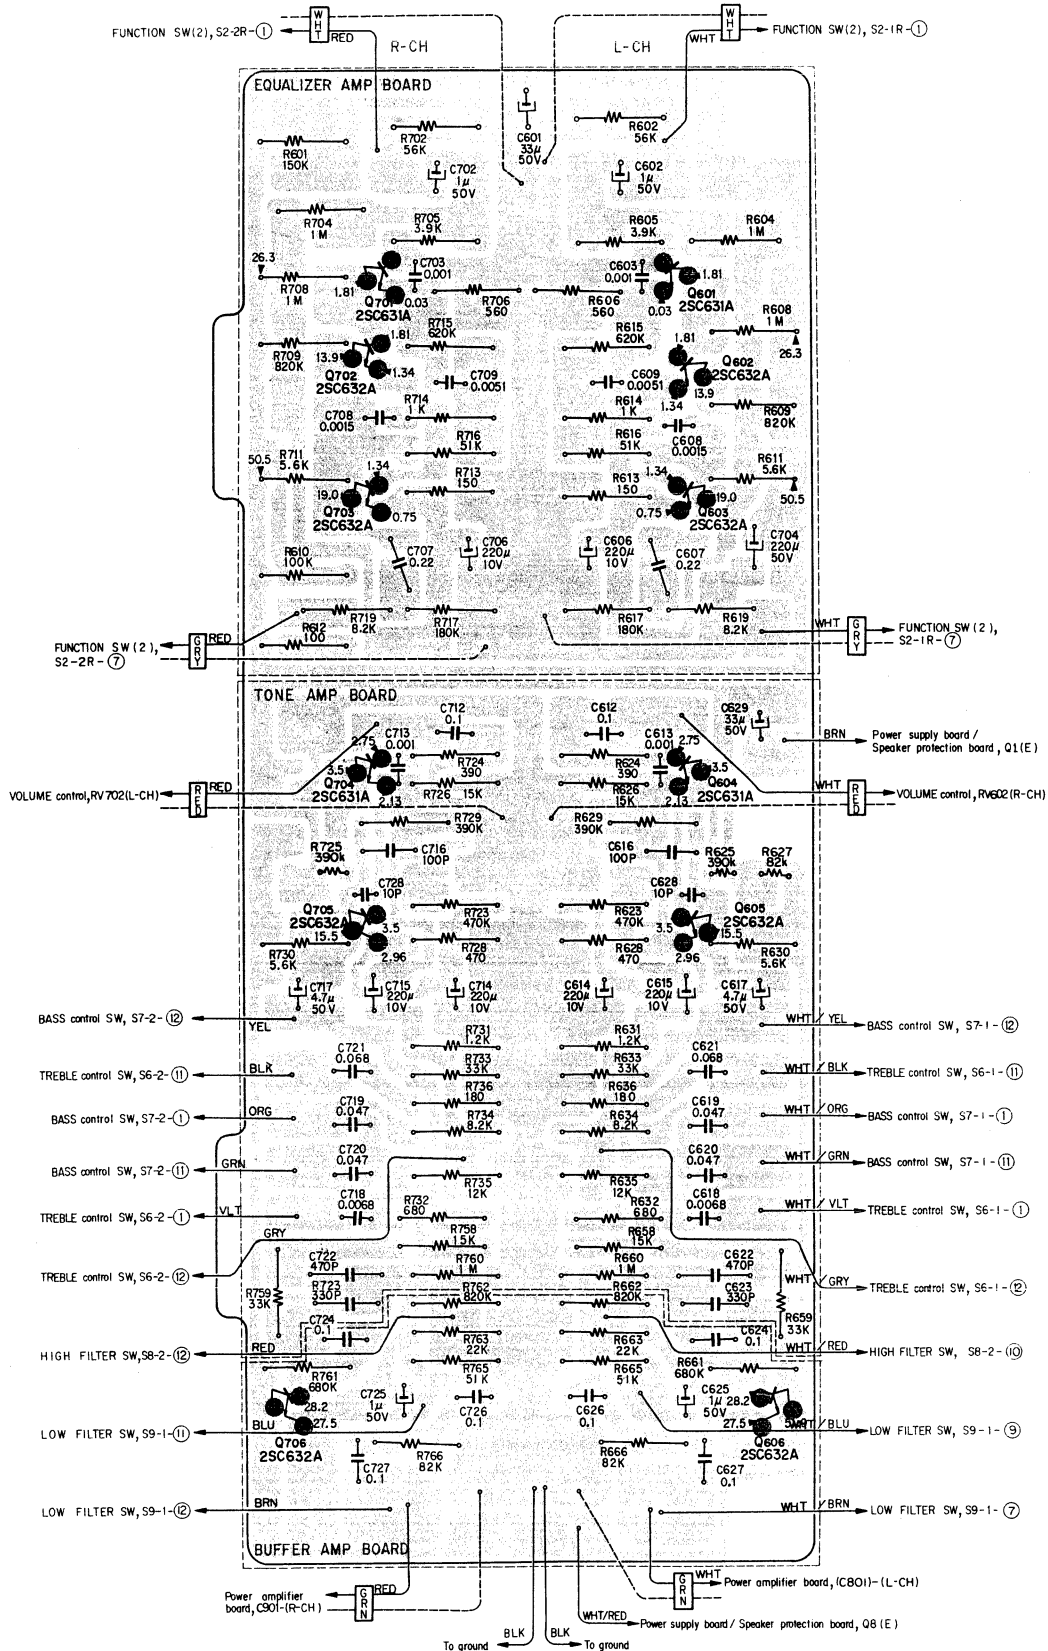 FUNCTION SW(2), S2-2R-①
WHT
RED
R-CH
L-CH
WHT
WHT
FUNCTION SW(2), S2-1R-①
EQUALIZER AMP BOARD
R601
150K
R702
56K
C601
33µ
50V
R602
56K
C702
1µ
50V
C602
1µ
50V
R704
1M
R705
3.9K
R605
3.9K
R604
1M
26.3
R708
1M
1.81
Q701
2SC631A
C703
0.001
0.03
R706
560
R606
560
C603
0.001
0.03
1.81
Q601
2SC631A
R608
1M
26.3
R709
820K
13.9
1.81
1.34
Q702
2SC632A
R715
620K
C709
0.0051
R615
620K
C609
0.0051
1.81
Q602
2SC632A
13.9
1.34
R609
820K
C708
0.0015
R714
1K
R614
1K
C608
0.0015
R716
51K
R616
51K
50.5
R711
5.6K
1.34
19.0
Q703
2SC632A
0.75
R713
150
R613
150
1.34
0.75
19.0
Q603
2SC632A
R611
5.6K
50.5
R610
100K
C707
0.22
C706
220µ
10V
C606
220µ
10V
C607
0.22
C704
220µ
50V
R612
100
R719
8.2K
R717
180K
R617
180K
R619
8.2K
FUNCTION SW(2),
S2-2R-⑦
GRY
RED
WHT
GRY
FUNCTION SW(2),
S2-1R-⑦
TONE AMP BOARD
C712
0.1
C612
0.1
C629
33µ
50V
BRN
Power supply board /
Speaker protection board, Q1(E)
2.75
C713
0.001
3.5
Q704
2SC631A
2.13
R724
390
R726
15K
R624
390
R626
15K
C613
0.001
2.75
3.5
Q604
2SC631A
2.13
VOLUME control, RV702(L-CH)
RED
RED
WHT
RED
VOLUME control, RV602(R-CH)
R729
390K
R629
390K
R725
390k
C716
100P
C616
100P
R625
390k
R627
82k
C728
10P
C628
10P
Q705
2SC632A
15.5
3.5
2.96
R723
470K
R623
470K
Q605
2SC632A
3.5
15.5
2.96
R730
5.6K
R728
470
R628
470
R630
5.6K
C717
4.7µ
50V
C715
220µ
10V
C714
220µ
10V
C614
220µ
10V
C615
220µ
10V
C617
4.7µ
50V
BASS control SW, S7-2-⑫
YEL
WHT / YEL
BASS control SW, S7-1-⑫
R731
1.2K
R631
1.2K
C721
0.068
C621
0.068
TREBLE control SW, S6-2-⑪
BLK
R733
33K
R633
33K
WHT / BLK
TREBLE control SW, S6-1-⑪
R736
180
R636
180
BASS control SW, S7-2-①
ORG
C719
0.047
C619
0.047
WHT / ORG
BASS control SW, S7-1-①
R734
8.2K
R634
8.2K
BASS control SW, S7-2-⑪
GRN
C720
0.047
C620
0.047
WHT / GRN
BASS control SW, S7-1-⑪
R735
12K
R635
12K
TREBLE control SW, S6-2-①
VLT
C718
0.0068
R732
680
R632
680
C618
0.0068
WHT / VLT
TREBLE control SW, S6-1-①
GRY
R758
15K
R658
15K
TREBLE control SW, S6-2-⑫
C722
470P
R760
1M
R660
1M
C622
470P
WHT / GRY
TREBLE control SW, S6-1-⑫
R759
33K
R723
330P
R762
820K
R662
820K
C623
330P
R659
33K
C724
0.1
C624
0.1
HIGH FILTER SW, S8-2-⑫
RED
R763
22K
R663
22K
WHT / RED
HIGH FILTER SW, S8-2-⑩
R761
680K
R765
51K
R665
51K
R661
680K
28.2
27.5
C725
1µ
50V
C726
0.1
C626
0.1
C625
1µ
50V
28.2
27.5
LOW FILTER SW, S9-1-⑪
BLU
WHT / BLU
LOW FILTER SW, S9-1-⑨
Q706
2SC632A
R766
82K
R666
82K
Q606
2SC632A
C727
0.1
C627
0.1
LOW FILTER SW, S9-1-⑫
BRN
WHT / BRN
LOW FILTER SW, S9-1-⑦
BUFFER AMP BOARD
Power amplifier
board, C901-(R-CH)
GRN
RED
GRN
WHT
Power amplifier board, (C801)-(L-CH)
WHT/RED
Power supply board / Speaker protection board, Q8(E)
BLK
To ground
BLK
To ground